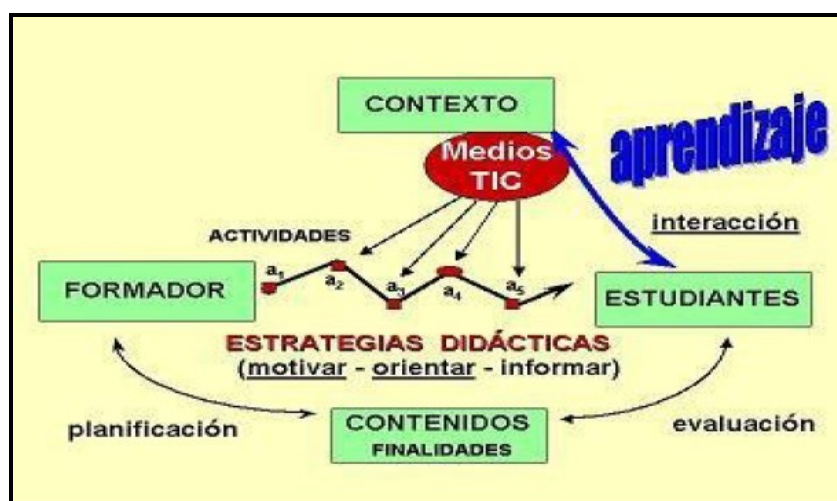 CONTEXTO
aprendizaje
Medios
TIC
interacción
ACTIVIDADES
FORMADOR
a1
a2
a3
a4
a5
ESTUDIANTES
ESTRATEGIAS DIDÁCTICAS
(motivar - orientar - informar)
planificación
CONTENIDOS
FINALIDADES
evaluación